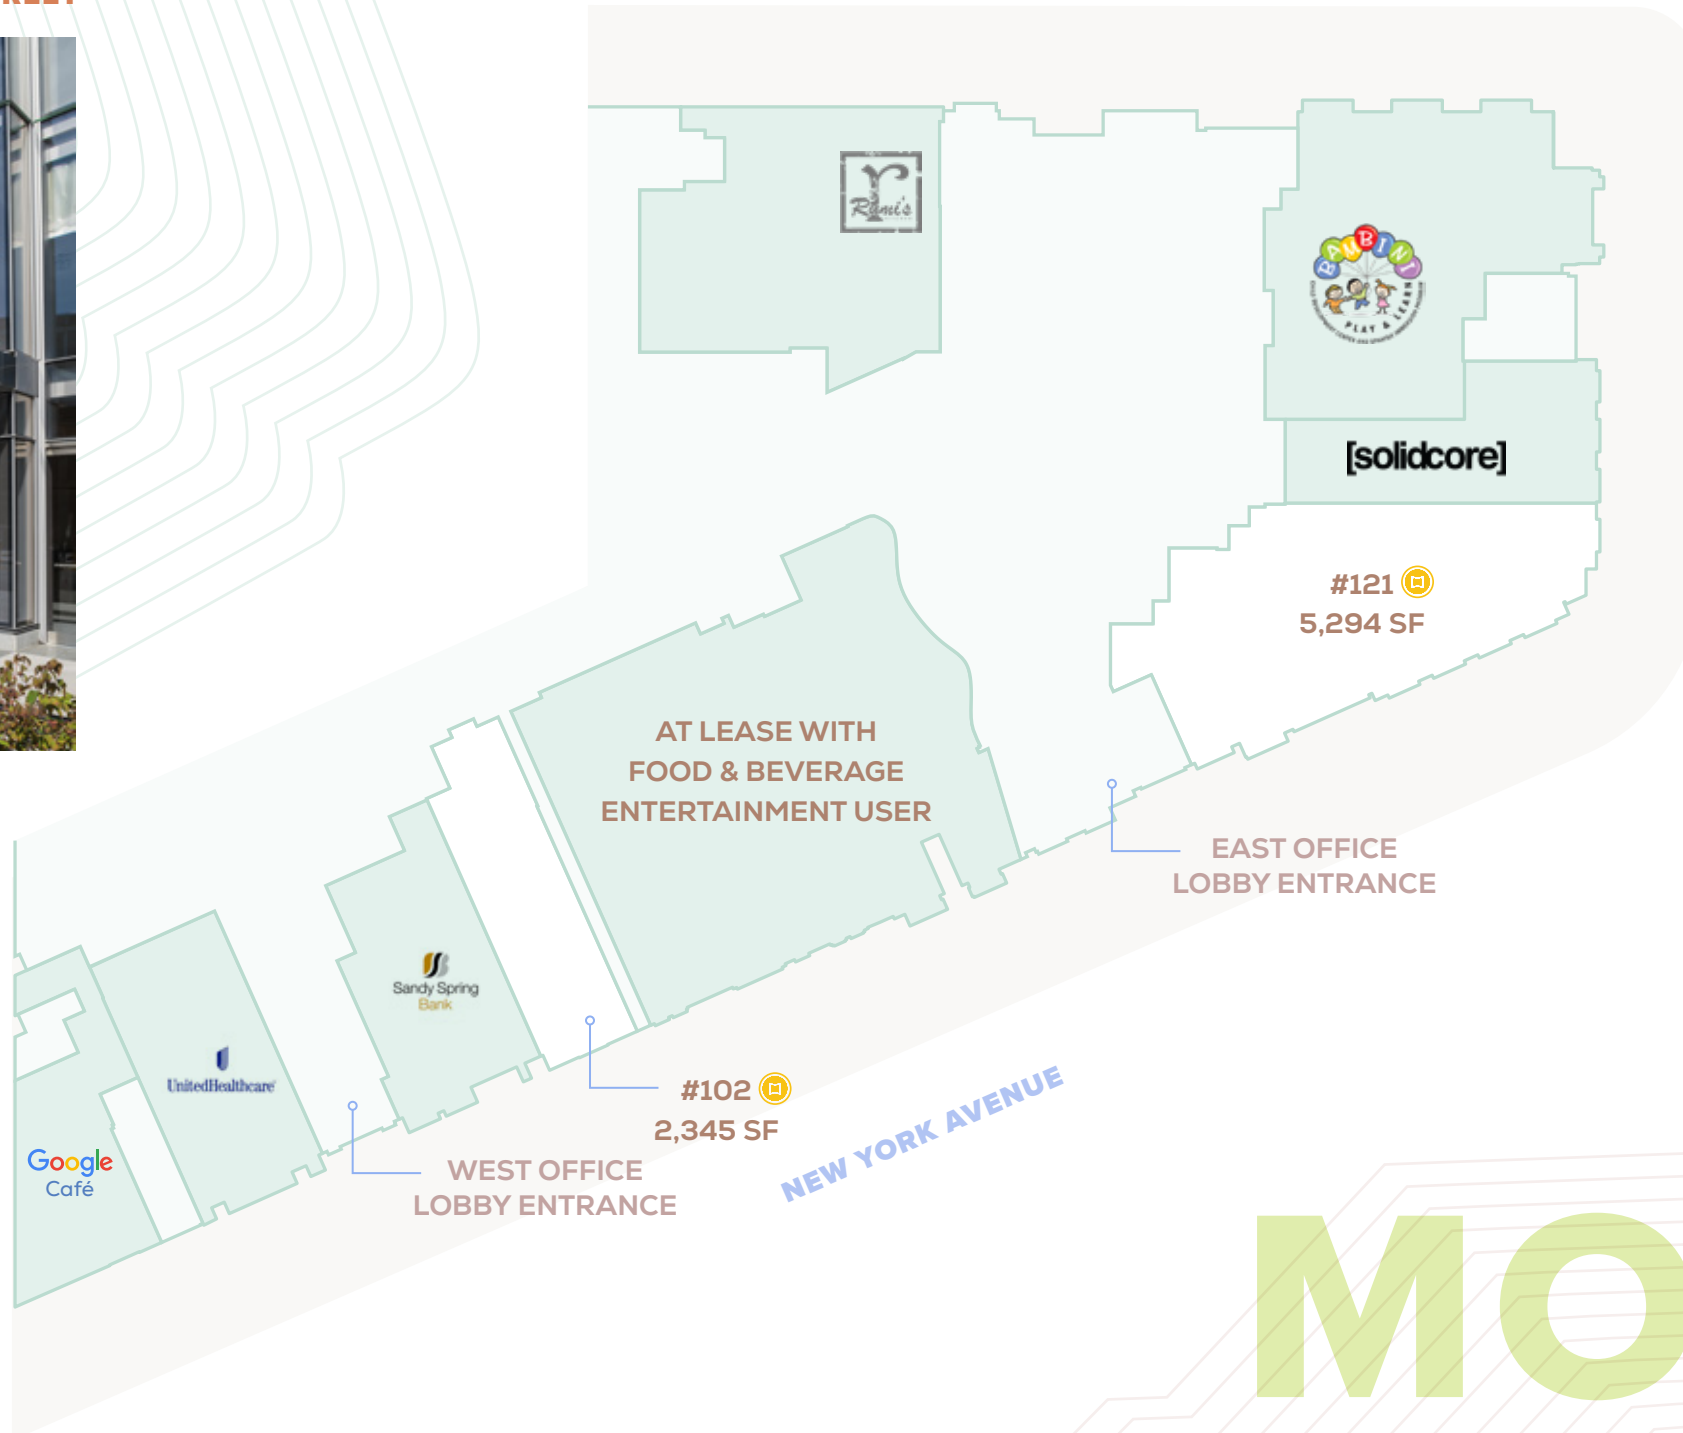 r
Rumi's
BAMBINI
PLAY & LEARN
[solidcore]
#121
5,294 SF
AT LEASE WITH
FOOD & BEVERAGE
ENTERTAINMENT USER
EAST OFFICE
LOBBY ENTRANCE
Sandy Spring
Bank
UnitedHealthcare
#102
2,345 SF
NEW YORK AVENUE
Google
Café
WEST OFFICE
LOBBY ENTRANCE
MO